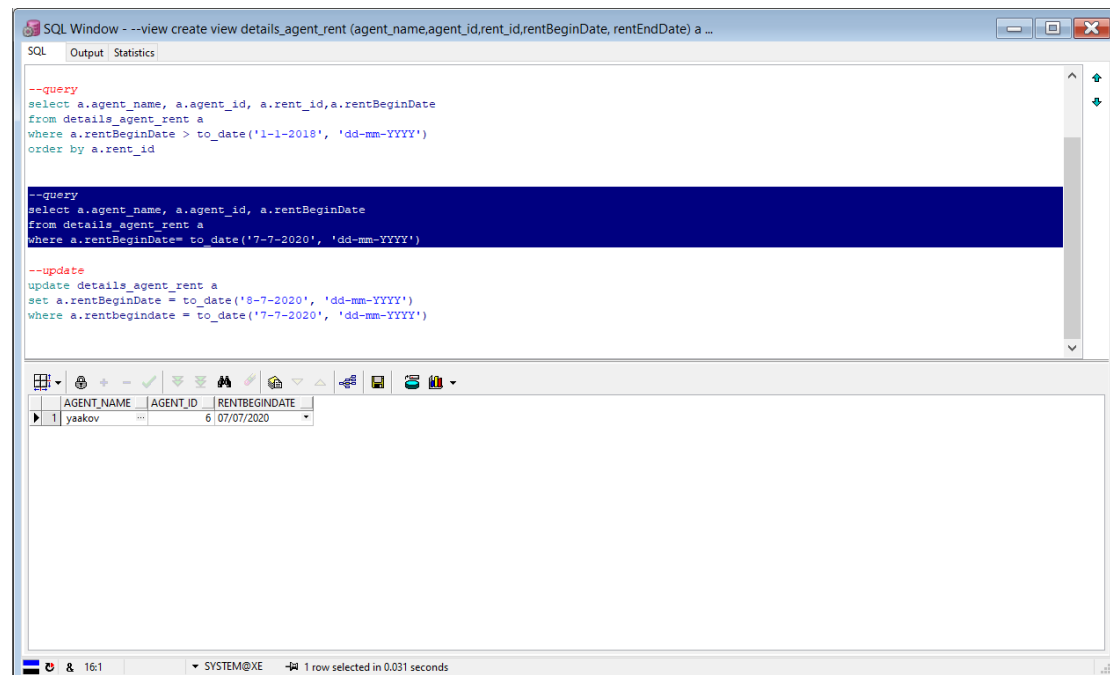 SQL Window - --view create view details_agent_rent (agent_name,agent_id,rent_id,rentBeginDate, rentEndDate) a ...
SQL Output Statistics
--query
select a.agent_name, a.agent_id, a.rent_id,a.rentBeginDate
from details_agent_rent a
where a.rentBeginDate > to_date('1-1-2018', 'dd-mm-YYYY')
order by a.rent_id
--query
select a.agent_name, a.agent_id, a.rentBeginDate
from details_agent_rent a
where a.rentBeginDate= to_date('7-7-2020', 'dd-mm-YYYY')
--update
update details_agent_rent a
set a.rentBeginDate = to_date('8-7-2020', 'dd-mm-YYYY')
where a.rentbegindate = to_date('7-7-2020', 'dd-mm-YYYY')
AGENT_NAME AGENT_ID RENTBEGINDATE
1 yaakov ... 6 07/07/2020
& 16:1 SYSTEM@XE 1 row selected in 0.031 seconds